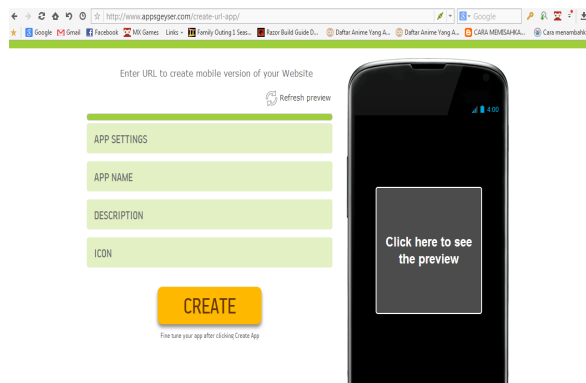 http://www.appsgeyser.com/create-url-app/
Google
Google Gmail Facebook MX Games Links Family Outing 1 Seas... Razor Build Guide D... Daftar Anime Yang A... Daftar Anime Yang A... CARA MEMISAHKA... Cara menambahk
Enter URL to create mobile version of your Website
Refresh preview
4:60
APP SETTINGS
APP NAME
DESCRIPTION
ICON
Click here to see
the preview
CREATE
Fine tune your app after clicking Create App